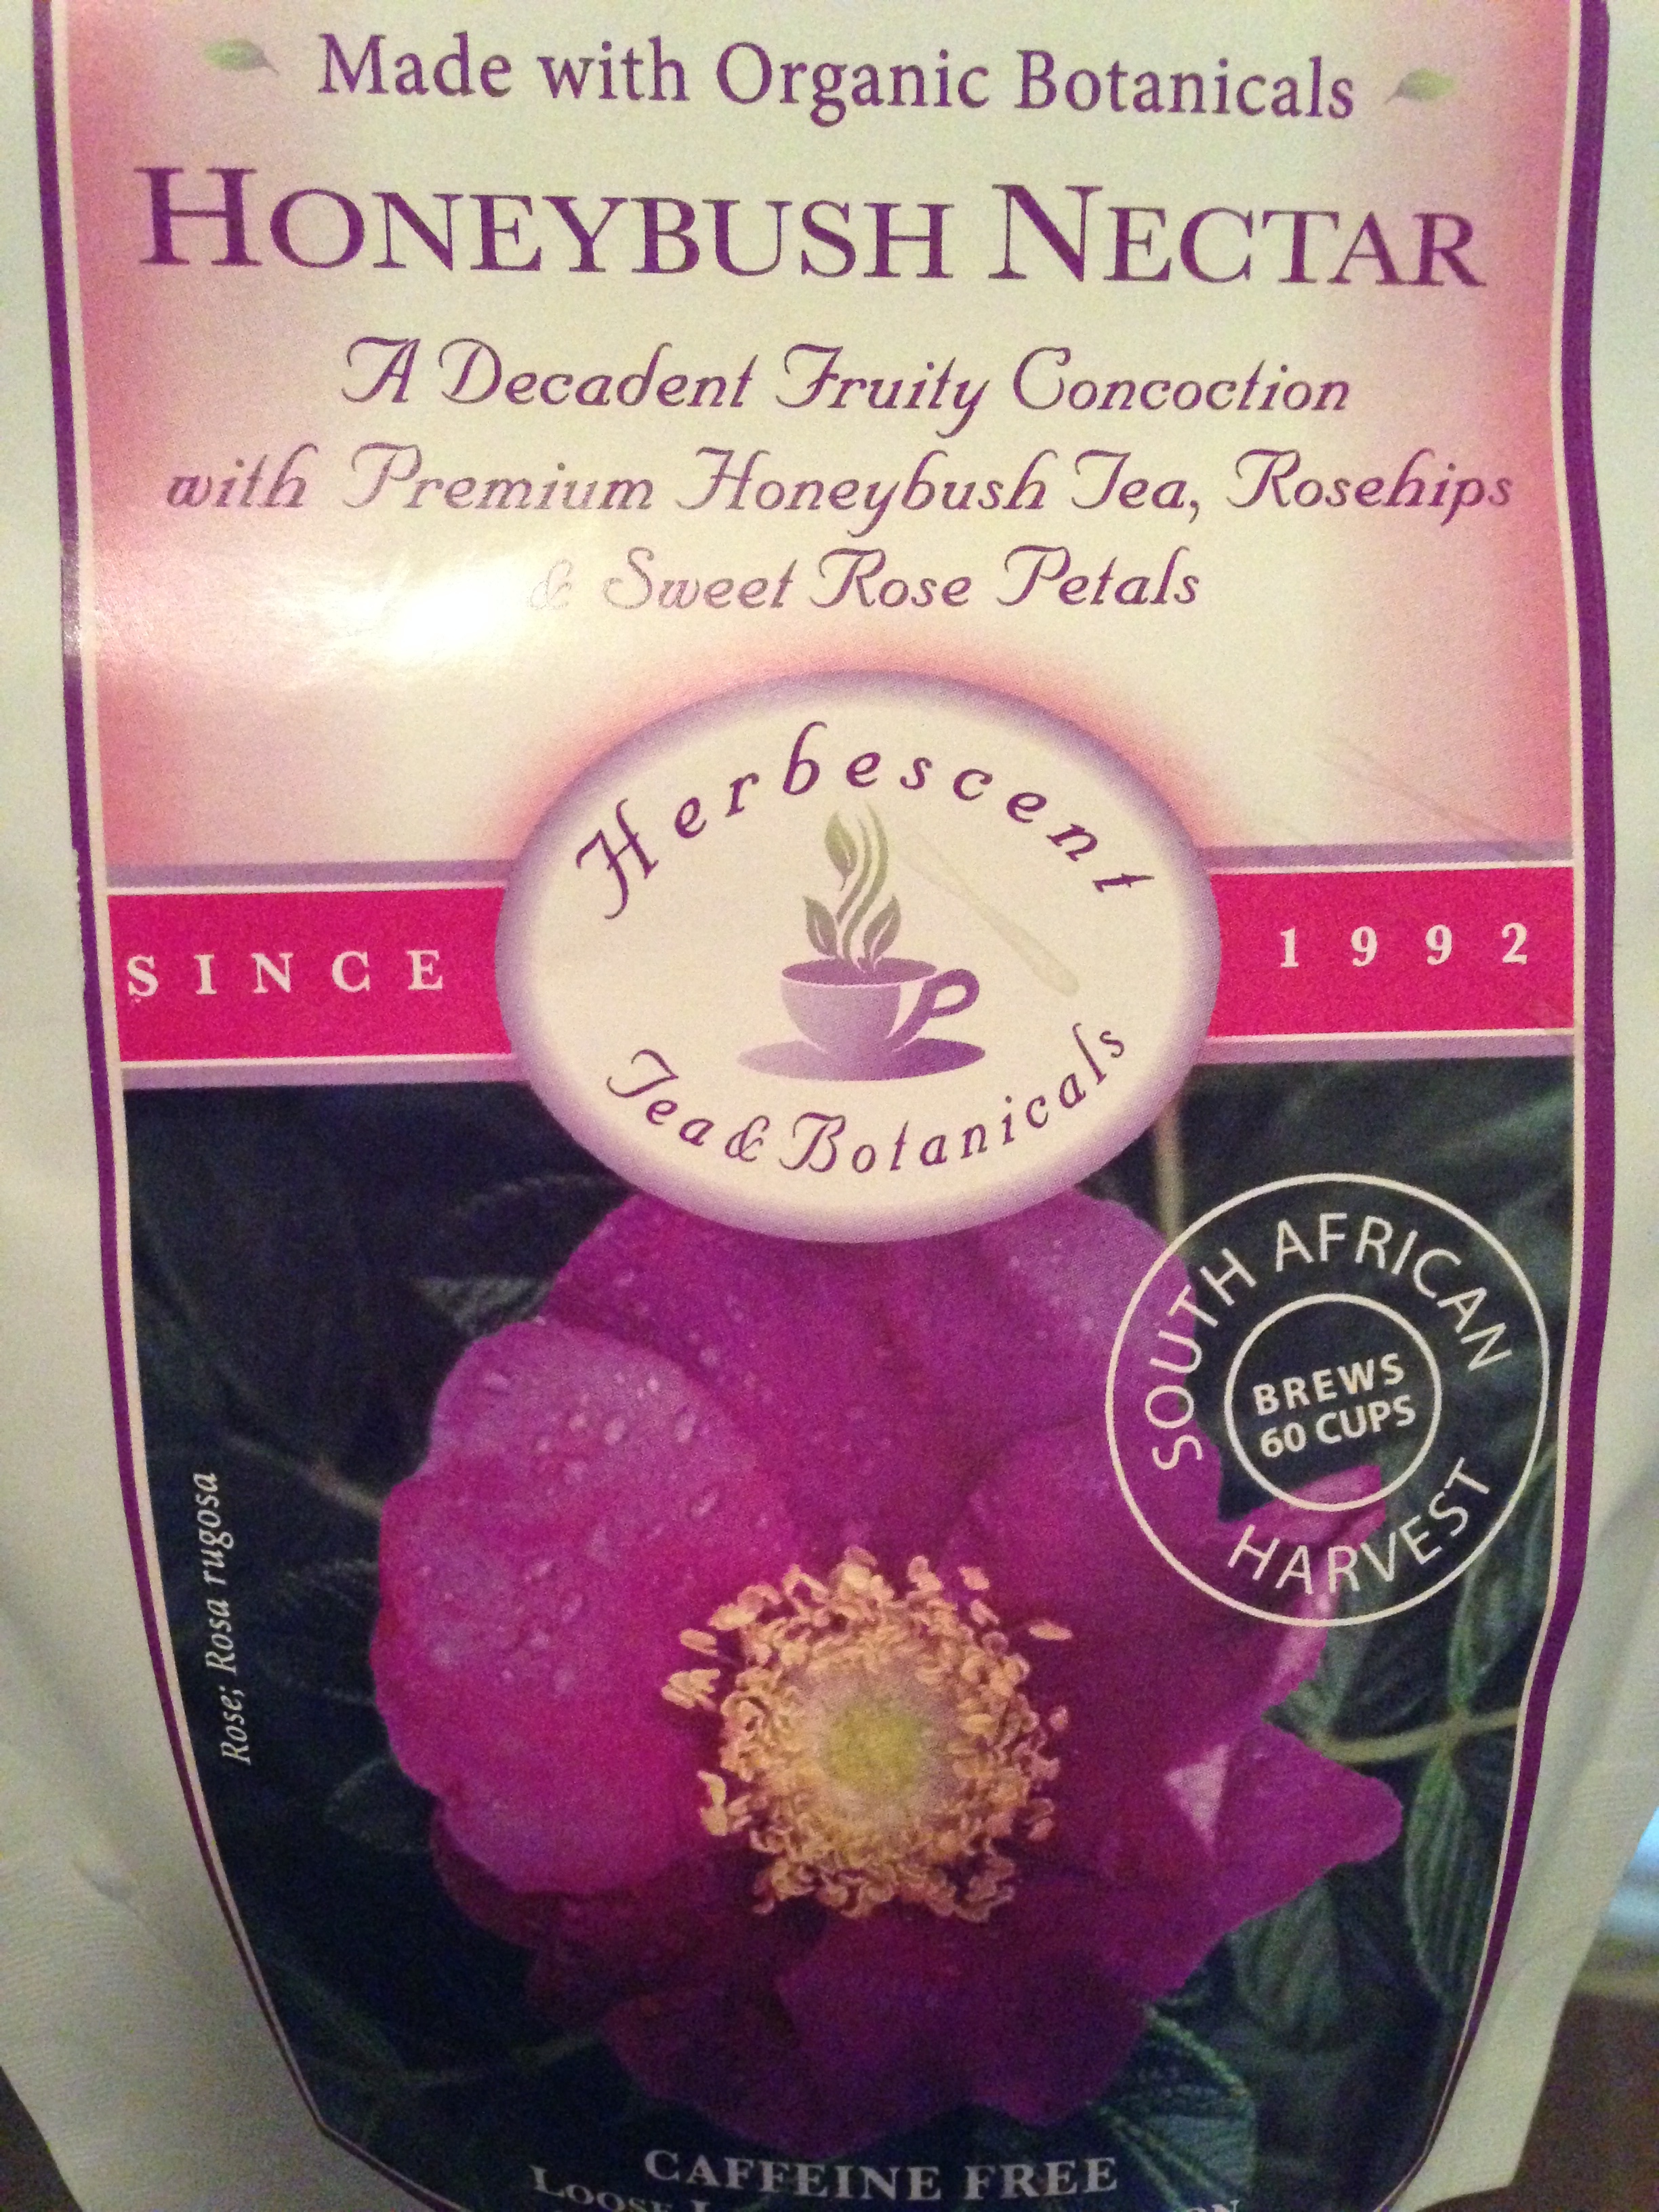 Made with Organic Botanicals
HONEYBUSH NECTAR
A Decadent Fruity Concoction
with Premium Honeybush Tea, Rosehips
& Sweet Rose Petals
Herbescent
Tea & Botanicals
SINCE 1992
SOUTH AFRICAN
BREWS
60 CUPS
HARVEST
Rose; Rosa rugosa
CAFFEINE FREE
LOOSE